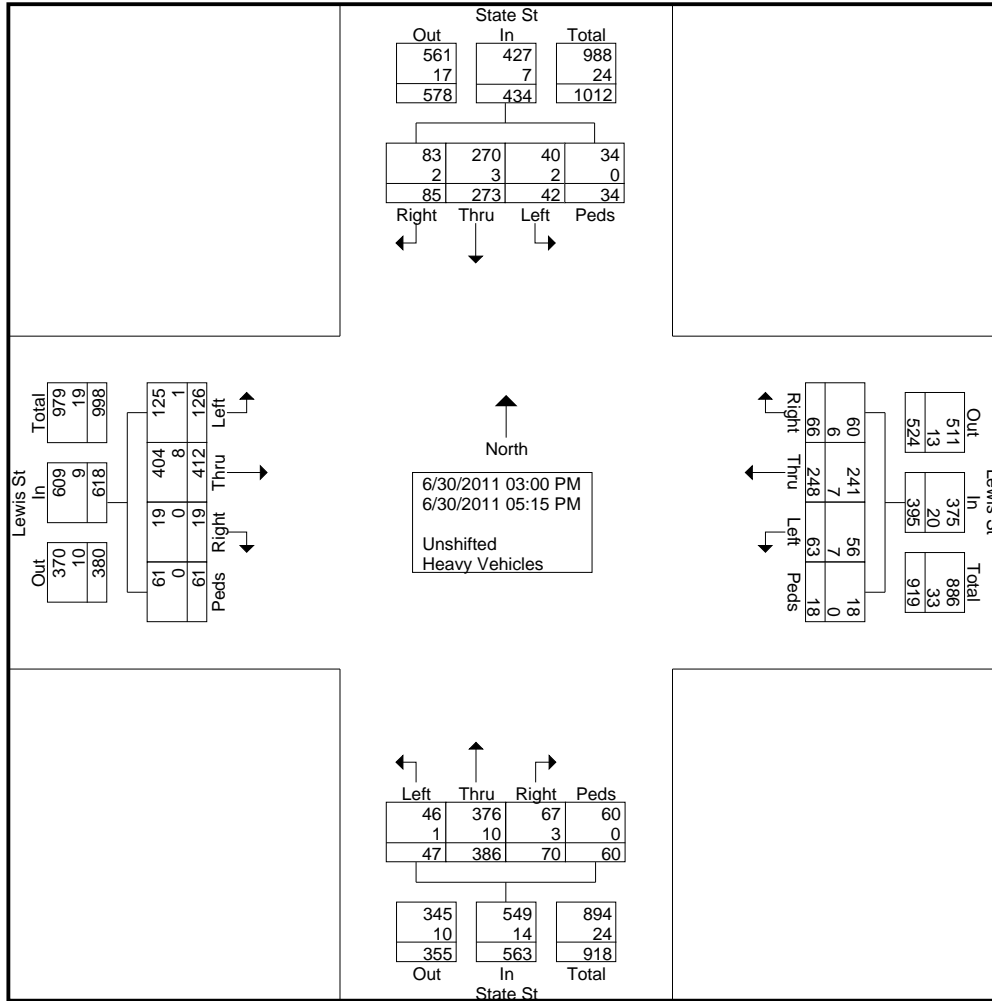 State St
Out In Total
561 427 988
17 7 24
578 434 1012
83 270 40 34
2 3 2 0
85 273 42 34
Right Thru Left Peds
Lewis St
Total In Out
979 609 370
19 9 10
998 618 380
125 404 19 61
1 8 0 0
126 412 19 61
Left Thru Right Peds
North
6/30/2011 03:00 PM
6/30/2011 05:15 PM
Unshifted
Heavy Vehicles
Right Thru Left Peds
66 248 63 18
6 7 7 0
60 241 56 18
524 395 919
13 20 33
511 375 886
Out In Total
Lewis St
Left Thru Right Peds
46 376 67 60
1 10 3 0
47 386 70 60
345 549 894
10 14 24
355 563 918
Out In Total
State St